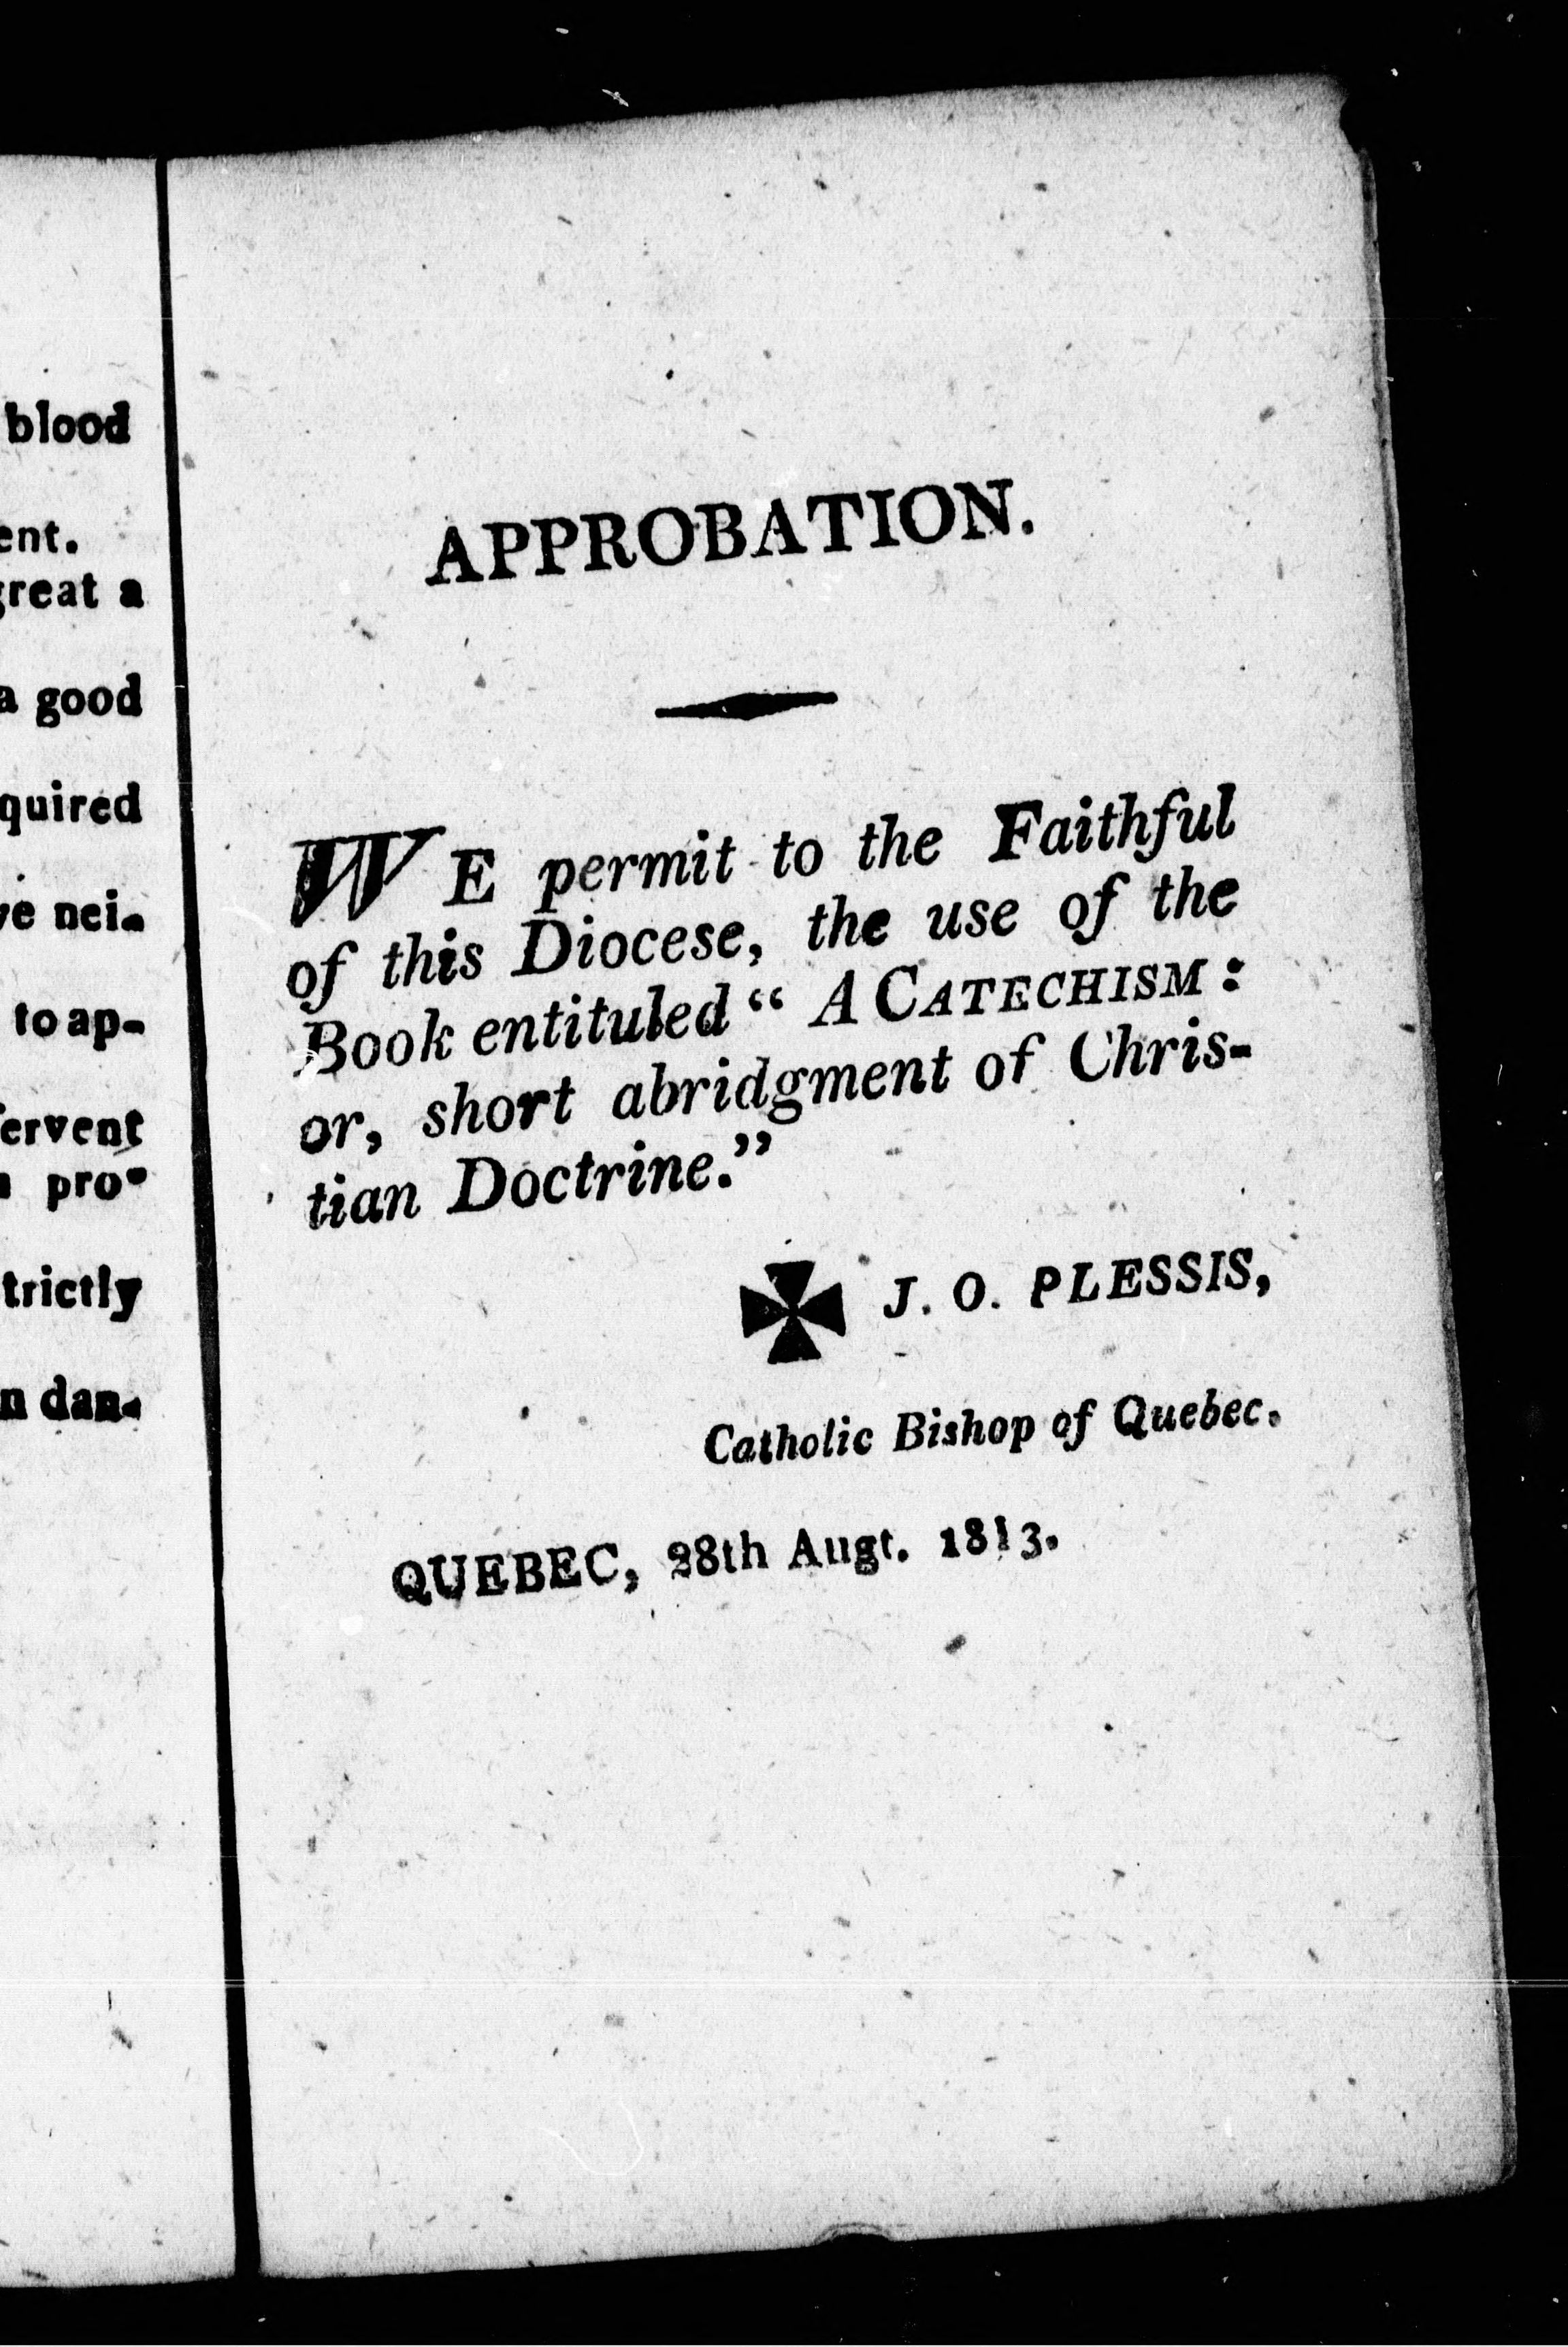 blood
ent.
great a
a good
quired
ve nei-
to ap-
fervent
pro-
trictly
n dan-
APPROBATION.
WE permit to the Faithful
of this Diocese, the use of the
Book entituled “ A CATECHISM :
or, short abridgment of Chris-
tian Doctrine.”
✠ J. O. PLESSIS,
Catholic Bishop of Quebec.
QUEBEC, 28th Augt. 1813.